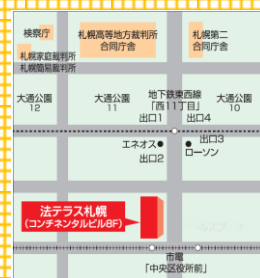 検察庁
札幌高等地方裁判所
合同庁舎
札幌第二
合同庁舎
札幌家庭裁判所
札幌簡易裁判所
大通公園
12
大通公園
11
地下鉄東西線
「西11丁目」
大通公園
10
出口1
出口4
エネオス
出口2
出口3
ローソン
法テラス札幌
(コンチネンタルビル8F)
市電
「中央区役所前」